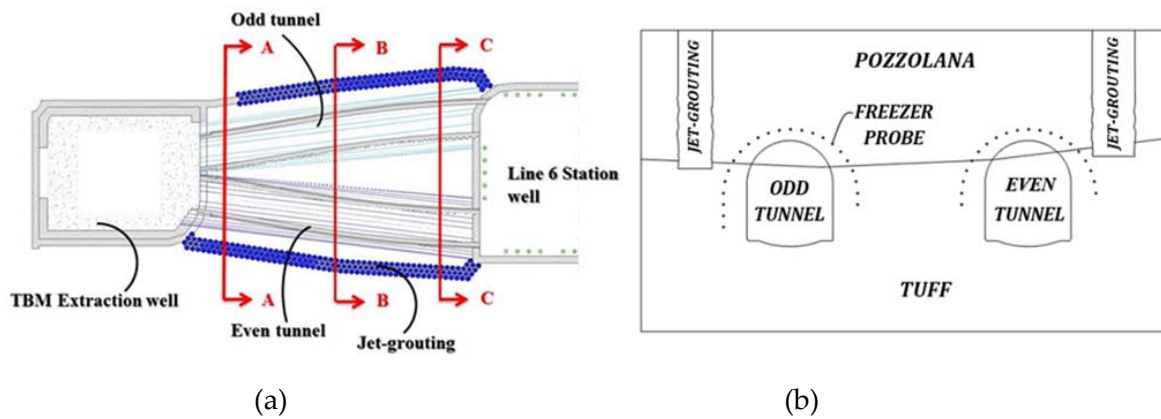 Odd tunnel
A
B
C
Line 6 Station
well
TBM Extraction well
A
B
C
Even tunnel
Jet-grouting
(a)
JET-GROUTING
POZZOLANA
JET-GROUTING
FREEZER
PROBE
ODD
TUNNEL
EVEN
TUNNEL
TUFF
(b)